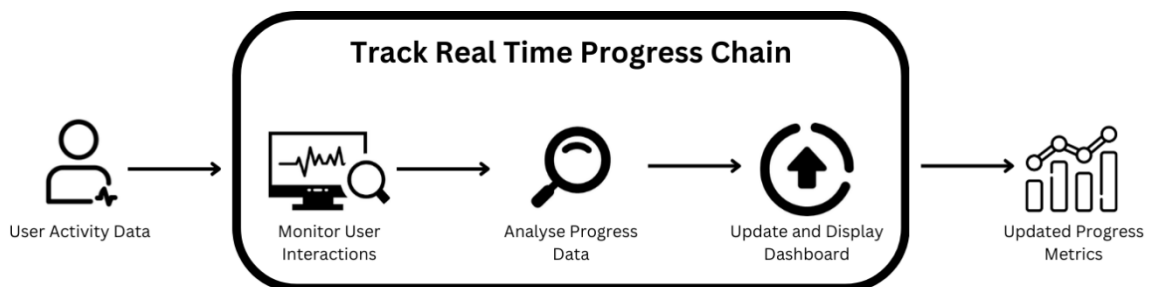 Track Real Time Progress Chain
User Activity Data
Monitor User
Interactions
Analyse Progress
Data
Update and Display
Dashboard
Updated Progress
Metrics